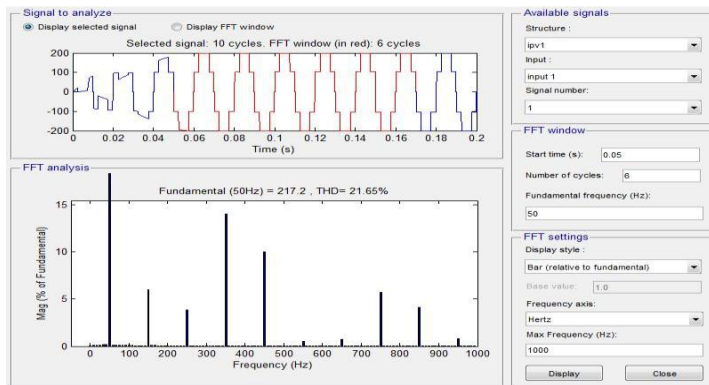 Signal to analyze
Display selected signal
Display FFT window
Selected signal: 10 cycles. FFT window (in red): 6 cycles
200
100
0
-100
-200
0 0.02 0.04 0.06 0.08 0.1 0.12 0.14 0.16 0.18 0.2
Time (s)
FFT analysis
Fundamental (50Hz) = 217.2 , THD= 21.65%
Mag (% of Fundamental)
15
10
5
0
0 100 200 300 400 500 600 700 800 900 1000
Frequency (Hz)
Available signals
Structure :
ipv1
Input :
input 1
Signal number:
1
FFT window
Start time (s): 0.05
Number of cycles: 6
Fundamental frequency (Hz):
50
FFT settings
Display style :
Bar (relative to fundamental)
Base value: 1.0
Frequency axis:
Hertz
Max Frequency (Hz):
1000
Display
Close